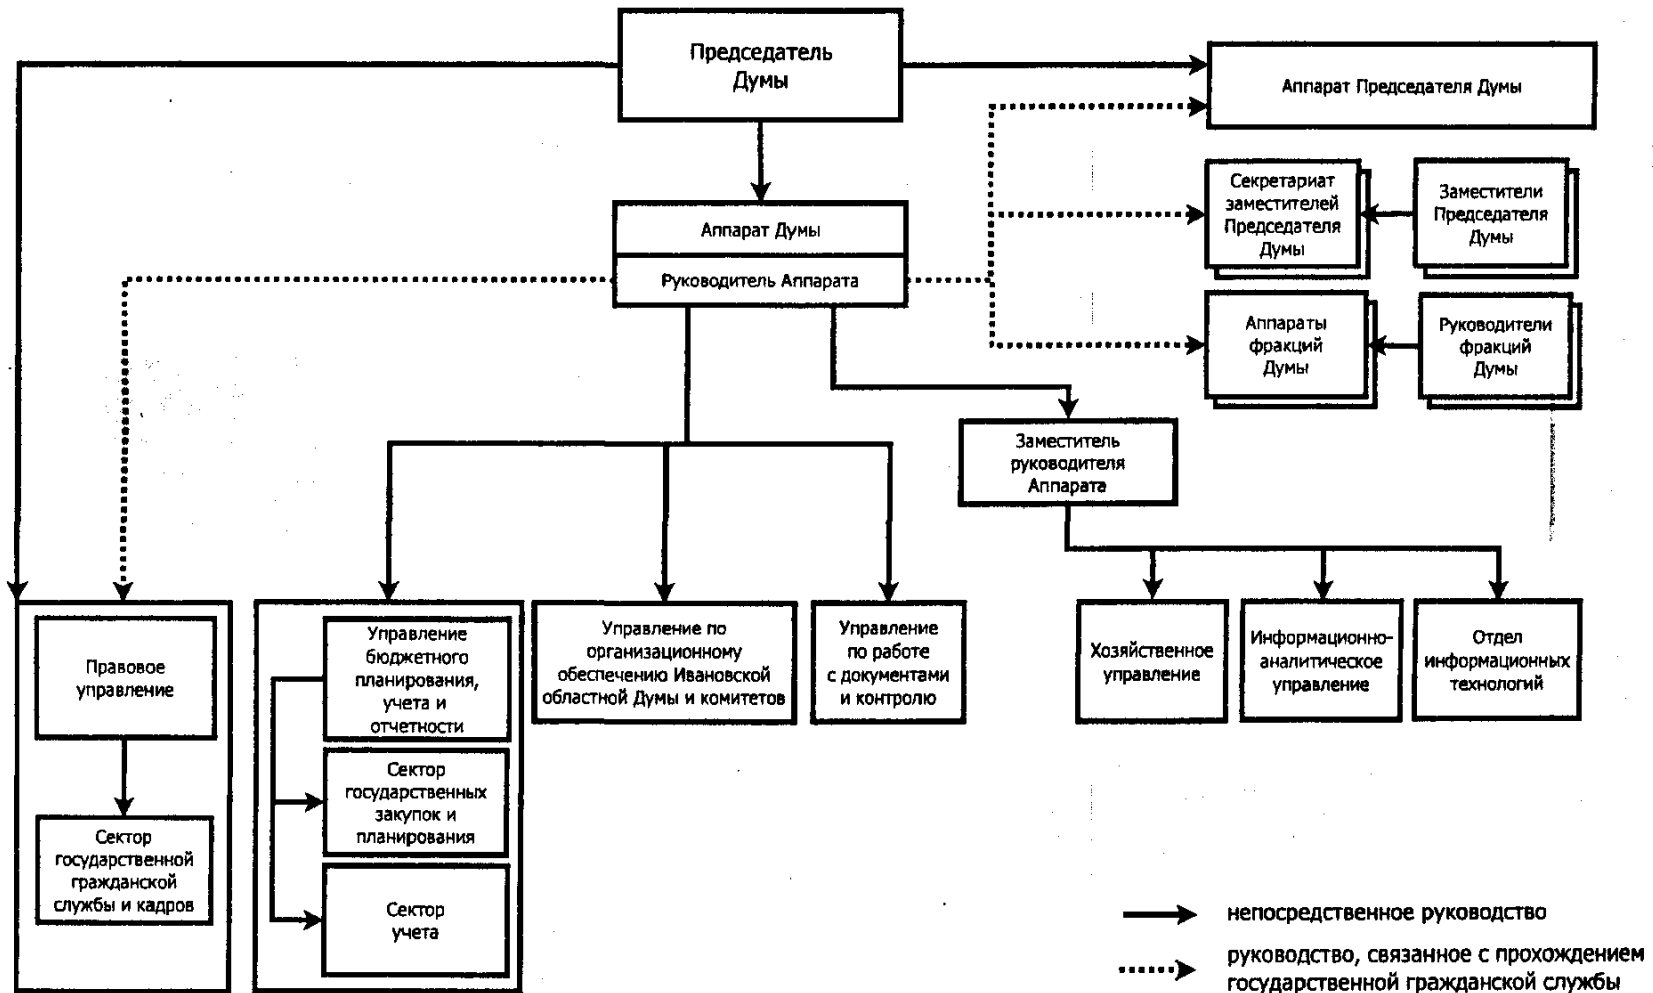 Председатель
Думы
Аппарат Председателя Думы
Секретариат
заместителей
Председателя
Думы
Заместители
Председателя
Думы
Аппарат Думы
Руководитель Аппарата
Аппараты
фракций
Думы
Руководители
фракций
Думы
Заместитель
руководителя
Аппарата
Правовое
управление
Сектор
государственной
гражданской
службы и кадров
Управление
бюджетного
планирования,
учета и
отчетности
Сектор
государственных
закупок и
планирования
Сектор
учета
Управление по
организационному
обеспечению Ивановской
областной Думы и комитетов
Управление
по работе
с документами
и контролю
Хозяйственное
управление
Информационно-
аналитическое
управление
Отдел
информационных
технологий
непосредственное руководство
руководство, связанное с прохождением
государственной гражданской службы